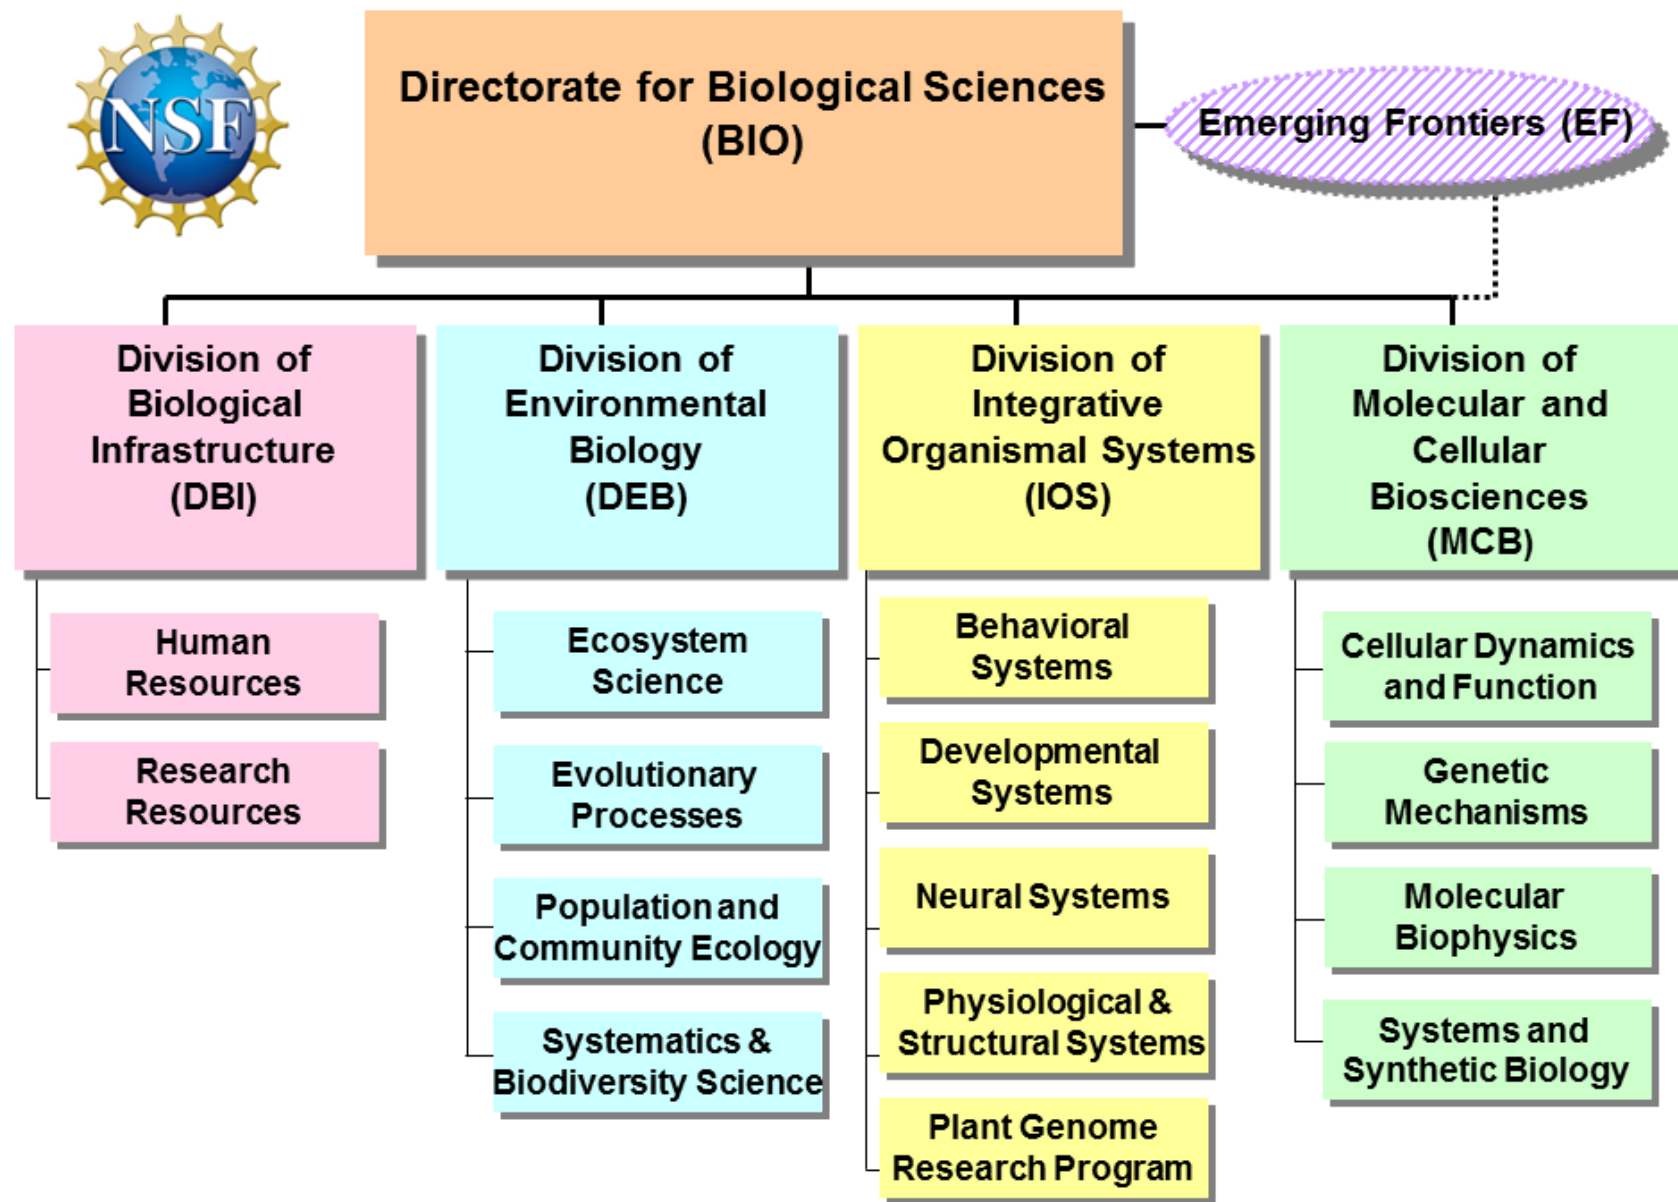 NSF
Directorate for Biological Sciences
(BIO)
Emerging Frontiers (EF)
Division of
Biological
Infrastructure
(DBI)
Human
Resources
Research
Resources
Division of
Environmental
Biology
(DEB)
Ecosystem
Science
Evolutionary
Processes
Population and
Community Ecology
Systematics &
Biodiversity Science
Division of
Integrative
Organismal Systems
(IOS)
Behavioral
Systems
Developmental
Systems
Neural Systems
Physiological &
Structural Systems
Plant Genome
Research Program
Division of
Molecular and
Cellular
Biosciences
(MCB)
Cellular Dynamics
and Function
Genetic
Mechanisms
Molecular
Biophysics
Systems and
Synthetic Biology